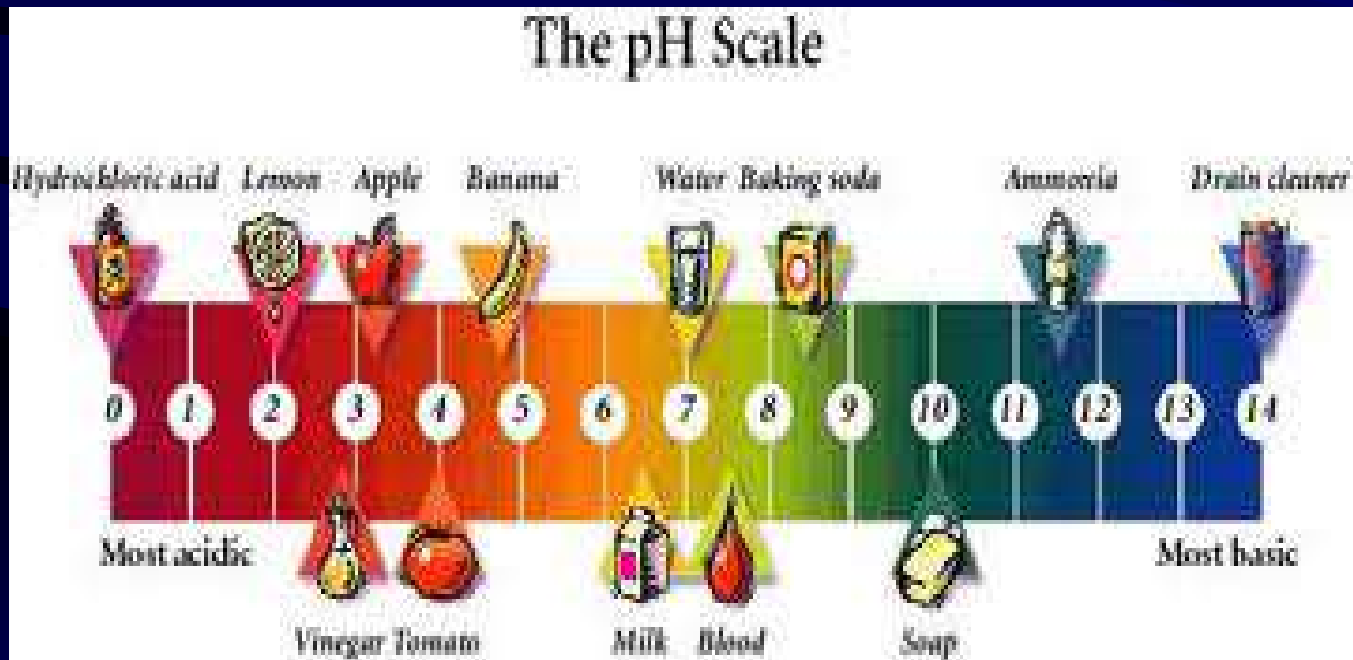 The pH Scale
Hydrockloric acid Lemon Apple Banana Water Baking soda Ammonia Drain cleaner
0 1 2 3 4 5 6 7 8 9 10 11 12 13 14
Most acidic Most basic
Vinegar Tomato Milk Blood Soap